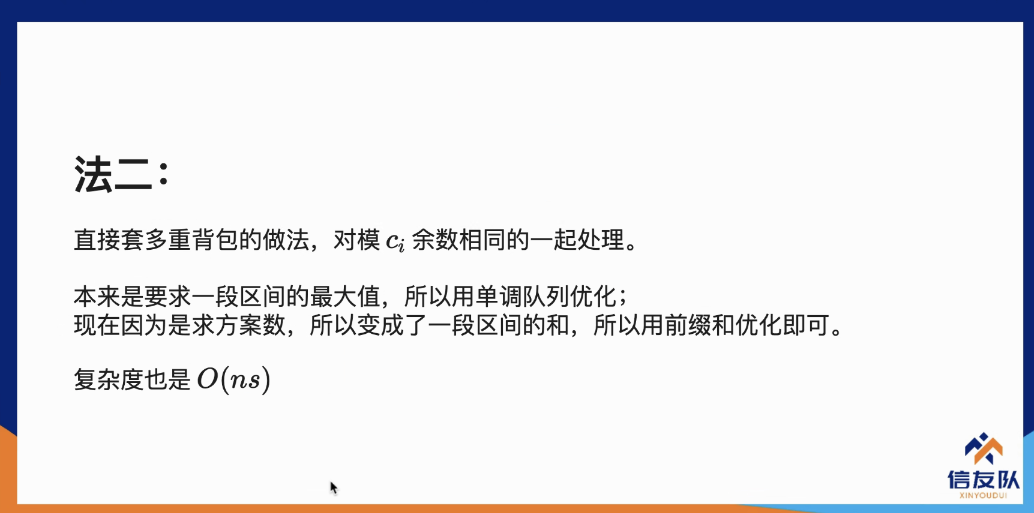 法二：
直接套多重背包的做法，对模 c_i 余数相同的一起处理。
本来是要求一段区间的最大值，所以用单调队列优化；
现在因为是求方案数，所以变成了一段区间的和，所以用前缀和优化即可。
复杂度也是 O(ns)
信友队
XINYOUDUI